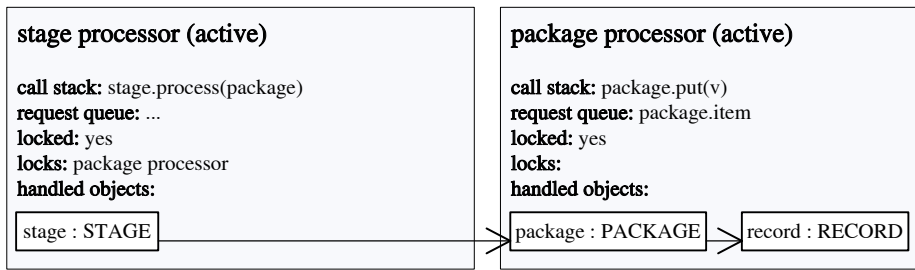 stage processor (active)
call stack: stage.process(package)
request queue: ...
locked: yes
locks: package processor
handled objects:
stage : STAGE
package processor (active)
call stack: package.put(v)
request queue: package.item
locked: yes
locks:
handled objects:
package : PACKAGE
record : RECORD